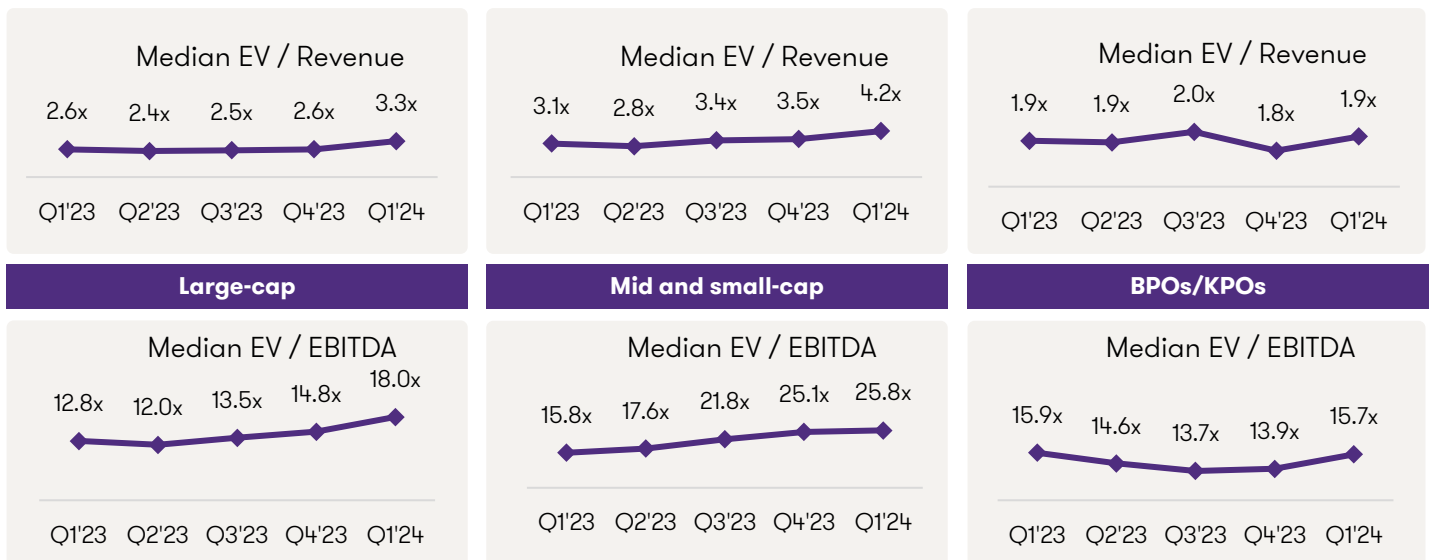 Median EV / Revenue
2.6x 2.4x 2.5x 2.6x 3.3x
Q1'23 Q2'23 Q3'23 Q4'23 Q1'24
Median EV / Revenue
3.1x 2.8x 3.4x 3.5x 4.2x
Q1'23 Q2'23 Q3'23 Q4'23 Q1'24
Median EV / Revenue
1.9x 1.9x 2.0x 1.8x 1.9x
Q1'23 Q2'23 Q3'23 Q4'23 Q1'24
Large-cap
Mid and small-cap
BPOs/KPOs
Median EV / EBITDA
12.8x 12.0x 13.5x 14.8x 18.0x
Q1'23 Q2'23 Q3'23 Q4'23 Q1'24
Median EV / EBITDA
15.8x 17.6x 21.8x 25.1x 25.8x
Q1'23 Q2'23 Q3'23 Q4'23 Q1'24
Median EV / EBITDA
15.9x 14.6x 13.7x 13.9x 15.7x
Q1'23 Q2'23 Q3'23 Q4'23 Q1'24